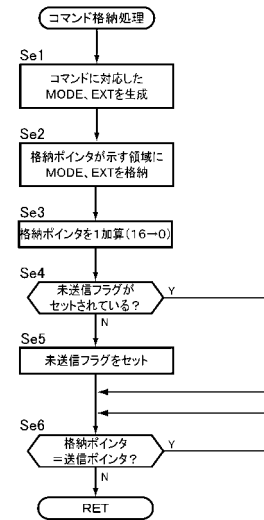 コマンド格納処理
Se1
コマンドに対応した
MODE、EXTを生成
Se2
格納ポインタが示す領域に
MODE、EXTを格納
Se3
格納ポインタを1加算(16→0)
Se4
未送信フラグが
セットされている?
Y
N
Se5
未送信フラグをセット
Se6
格納ポインタ
=送信ポインタ?
Y
N
RET